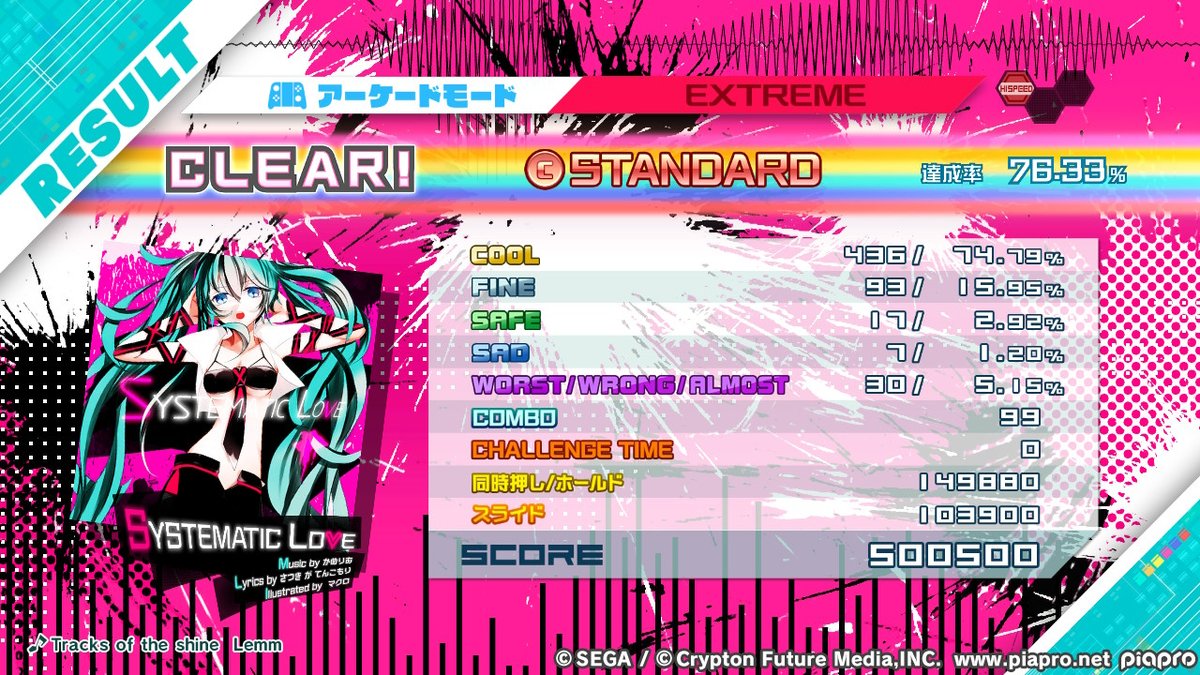 RESULT
アーケードモード EXTREME HISPEED
CLEAR! C STANDARD 達成率 76.33%
COOL 436 / 74.79%
FINE 93 / 15.95%
SAFE 17 / 2.92%
SAD 7 / 1.20%
WORST/WRONG/ALMOST 30 / 5.15%
COMBO 99
CHALLENGE TIME 0
同時押し/ホールド 149880
スライド 103900
SCORE 500500
SYSTEMATIC LOVE
SYSTEMATIC LOVE
Music by かめりあ
Lyrics by さつき が てんこもり
Illustrated by マクロ
♪Tracks of the shine Lemm
©SEGA / ©Crypton Future Media,INC. www.piapro.net piapro